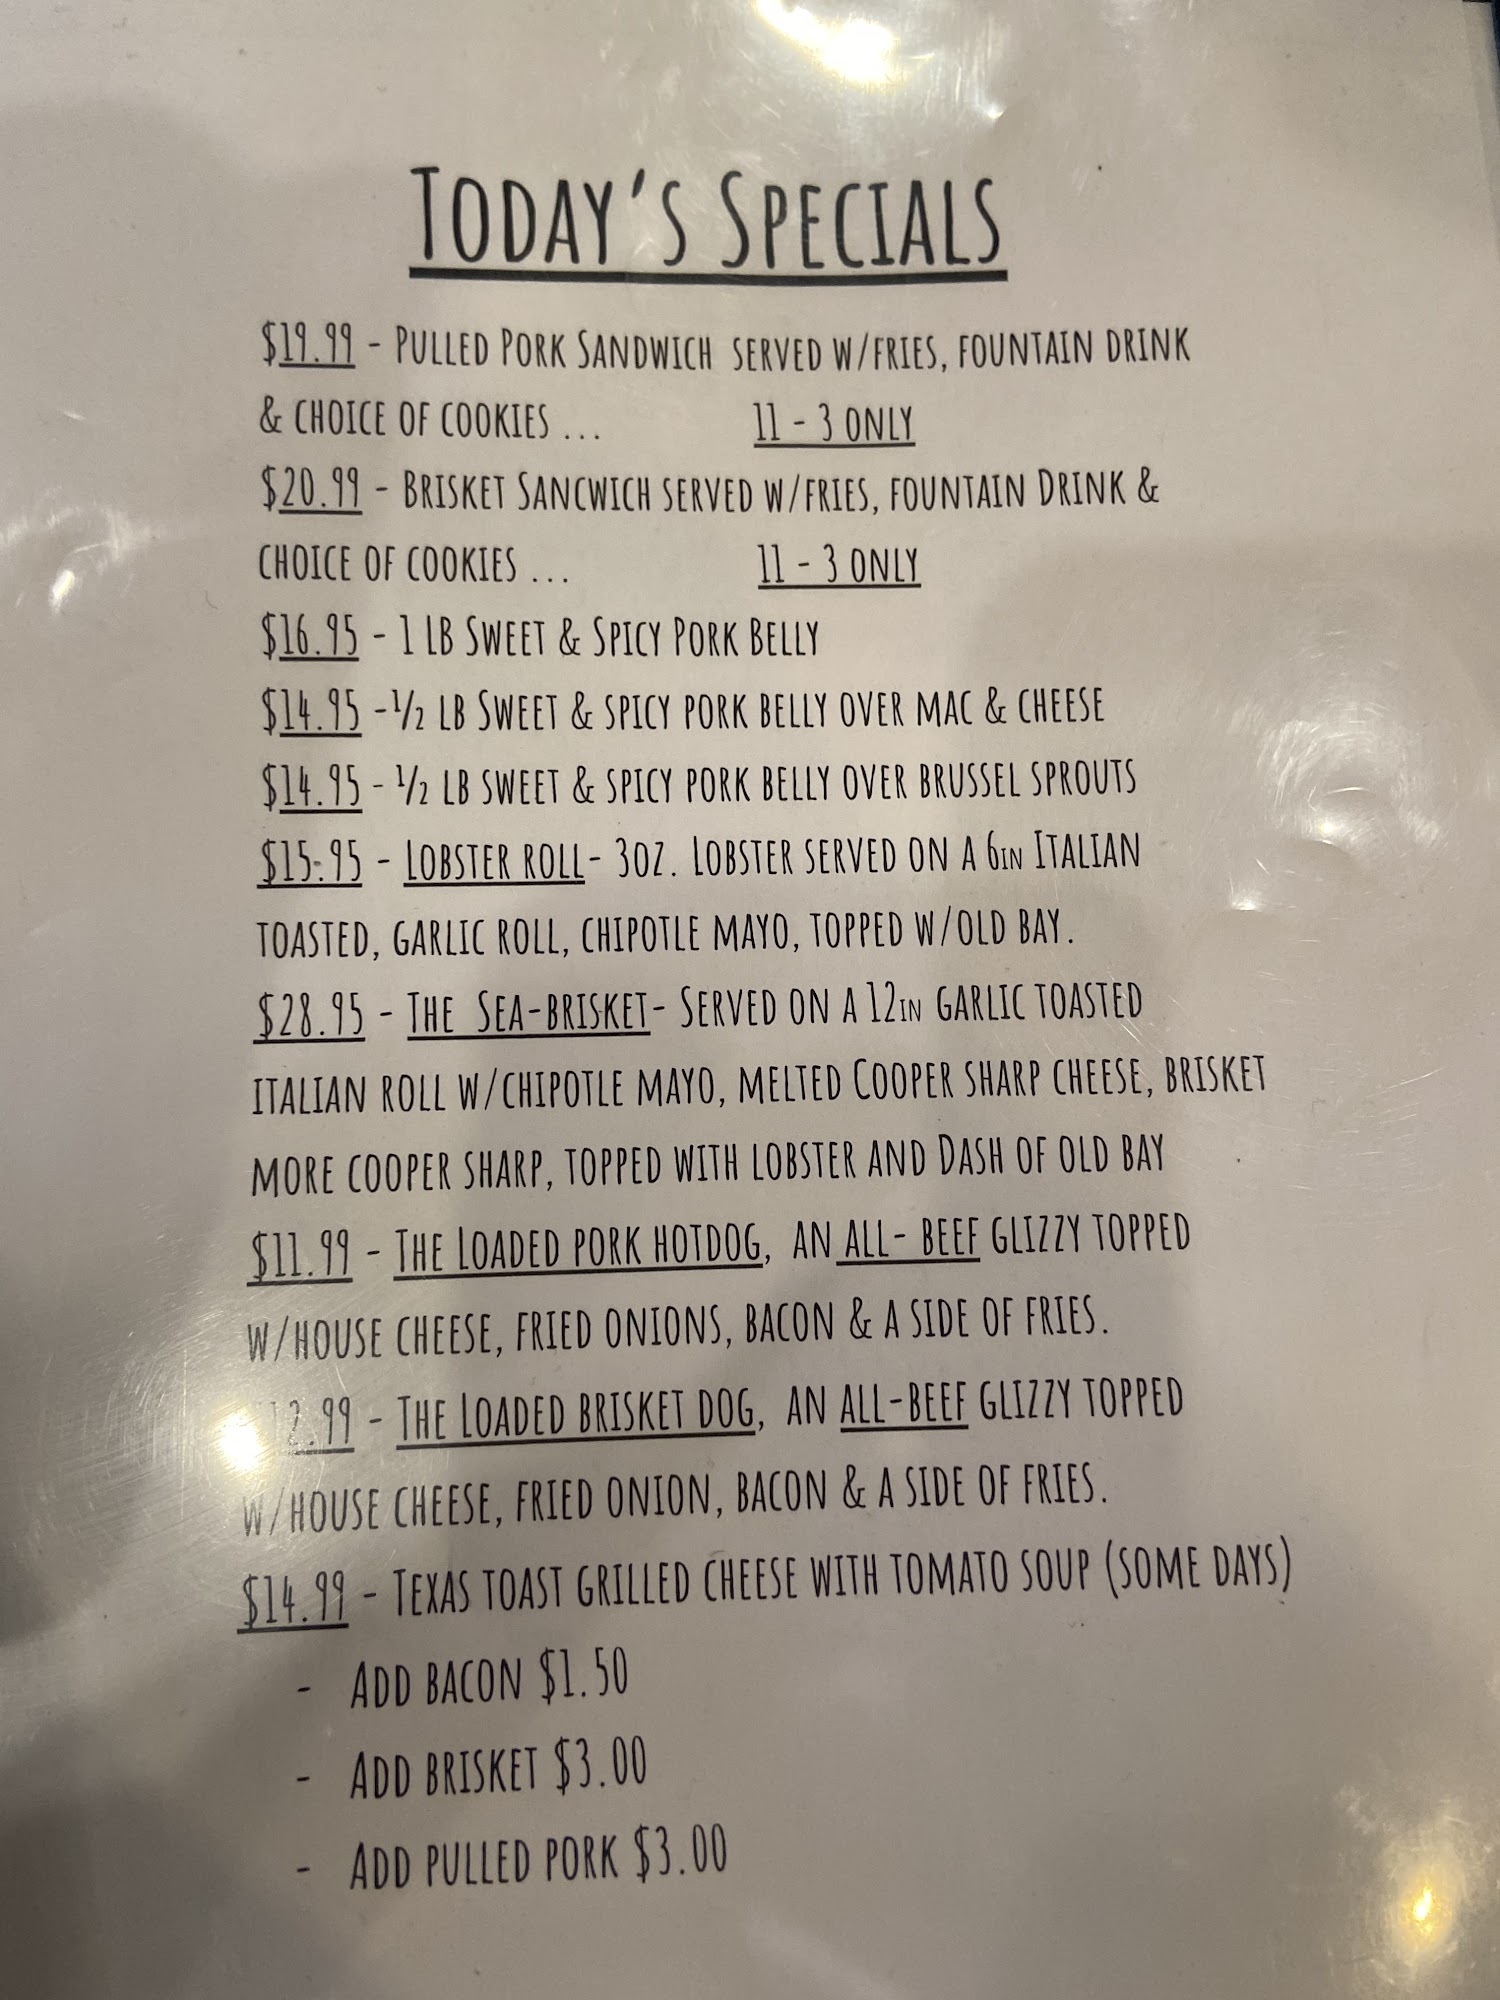 Today's Specials
$19.99 - Pulled Pork Sandwich served w/fries, fountain drink
& choice of cookies ... 11 - 3 only
$20.99 - Brisket Sancwich served w/fries, fountain Drink &
choice of cookies ... 11 - 3 only
$16.95 - 1 lb Sweet & Spicy Pork Belly
$14.95 -½ lb Sweet & spicy pork belly over mac & cheese
$14.95 - ½ lb sweet & spicy pork belly over brussel sprouts
$15.95 - Lobster roll- 3oz. Lobster served on a 6in Italian
toasted, garlic roll, chipotle mayo, topped w/old bay.
$28.95 - The Sea-brisket- Served on a 12in garlic toasted
italian roll w/chipotle mayo, melted Cooper sharp cheese, brisket
more cooper sharp, topped with lobster and Dash of old bay
$11.99 - The Loaded pork hotdog, an all- beef glizzy topped
w/house cheese, fried onions, bacon & a side of fries.
2.99 - The Loaded brisket dog, an all-beef glizzy topped
w/house cheese, fried onion, bacon & a side of fries.
$14.99 - Texas toast grilled cheese with tomato soup (some days)
- Add bacon $1.50
- Add brisket $3.00
- Add pulled pork $3.00